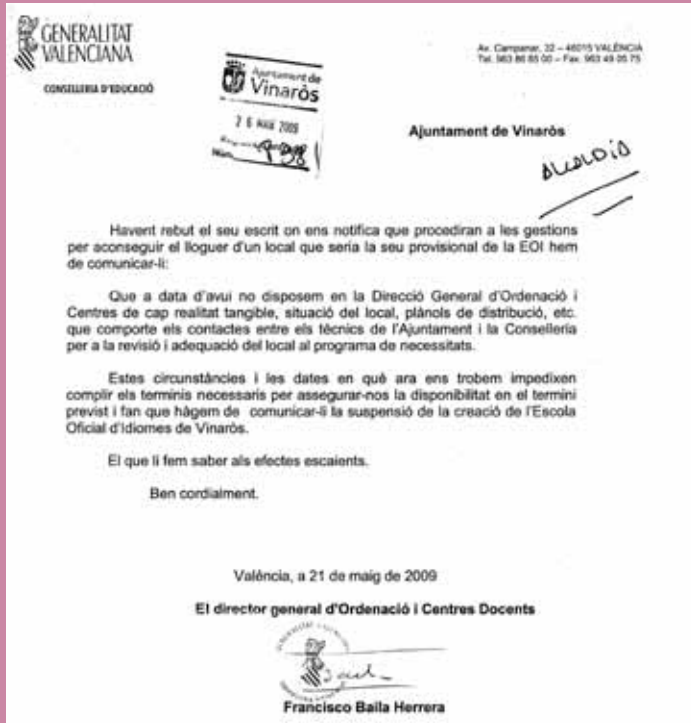 GENERALITAT
VALENCIANA
CONSELLERIA D'EDUCACIÓ
Av. Campanar, 32 – 46015 VALÈNCIA
Tel. 963 86 65 00 – Fax. 963 49 05 75
Ajuntament de
Vinaròs
2 6 MAIG 2009
Ajuntament de Vinaròs
Havent rebut el seu escrit on ens notifica que procediran a les gestions
per aconseguir el lloguer d'un local que seria la seu provisional de la EOI hem
de comunicar-li:
Que a data d'avui no disposem en la Direcció General d'Ordenació i
Centres de cap realitat tangible, situació del local, plànols de distribució, etc.
que comporte els contactes entre els tècnics de l'Ajuntament i la Conselleria
per a la revisió i adequació del local al programa de necessitats.
Estes circunstàncies i les dates en què ara ens trobem impedixen
complir els terminis necessaris per assegurar-nos la disponibilitat en el termini
previst i fan que hàgem de comunicar-li la suspensió de la creació de l'Escola
Oficial d'Idiomes de Vinaròs.
El que li fem saber als efectes escaients.
Ben cordialment.
València, a 21 de maig de 2009
El director general d'Ordenació i Centres Docents
Francisco Baila Herrera